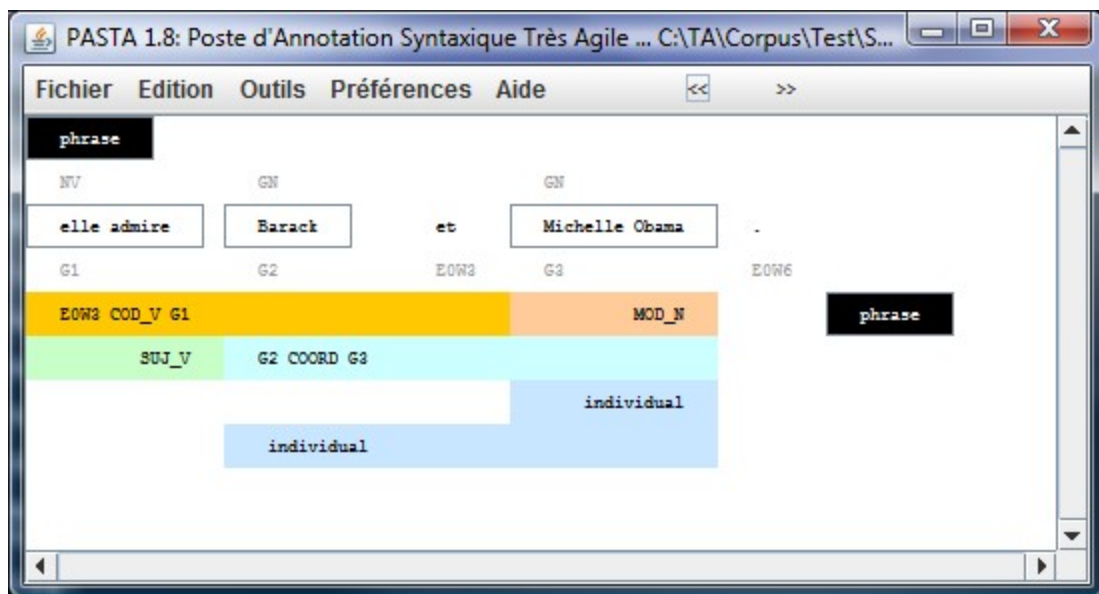 PASTA 1.8: Poste d'Annotation Syntaxique Très Agile ... C:\TA\Corpus\Test\S...
Fichier Edition Outils Préférences Aide << >>
phrase
NV GN GN
elle admire Barack et Michelle Obama .
G1 G2 E0W3 G3 E0W6
E0W3 COD_V G1 MOD_N phrase
SUJ_V G2 COORD G3
individual
individual